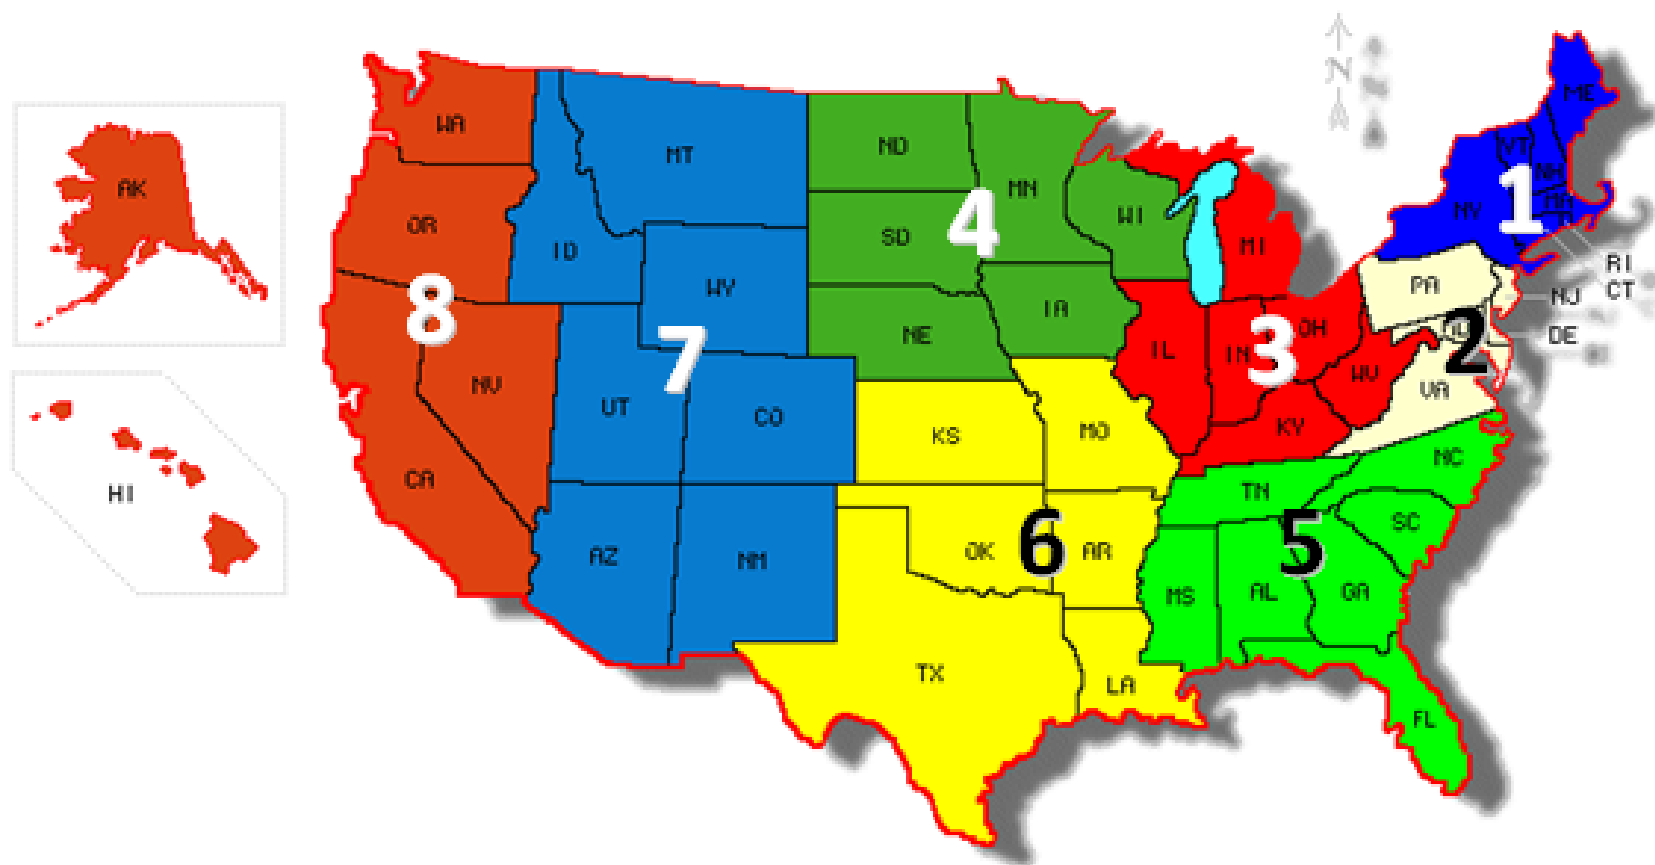 N
ME
WA
VT
MT
ND
NH
AK
MN
MA
1
NY
WI
4
OR
SD
MI
ID
RI
PA
WY
CT
NJ
8
IA
OH
NE
DE
7
IL
IN
3
2
WV
NV
VA
UT
CO
KS
MO
KY
NC
CA
HI
TN
SC
5
AZ
NM
OK
6
AR
MS
AL
GA
TX
LA
FL